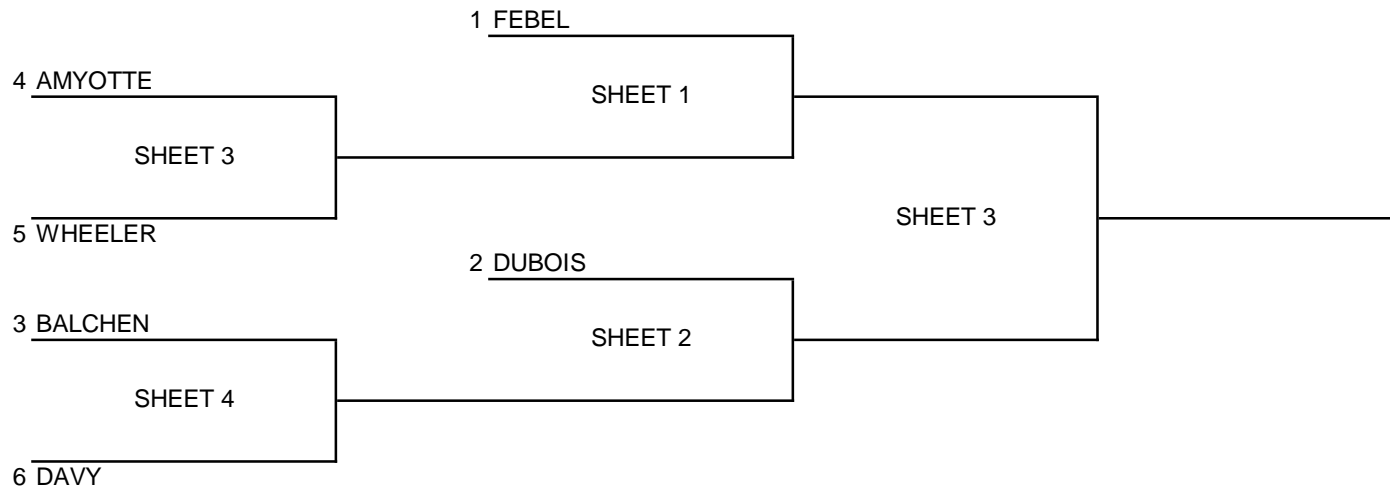 1 FEBEL
4 AMYOTTE
SHEET 1
SHEET 3
SHEET 3
5 WHEELER
2 DUBOIS
3 BALCHEN
SHEET 2
SHEET 4
6 DAVY